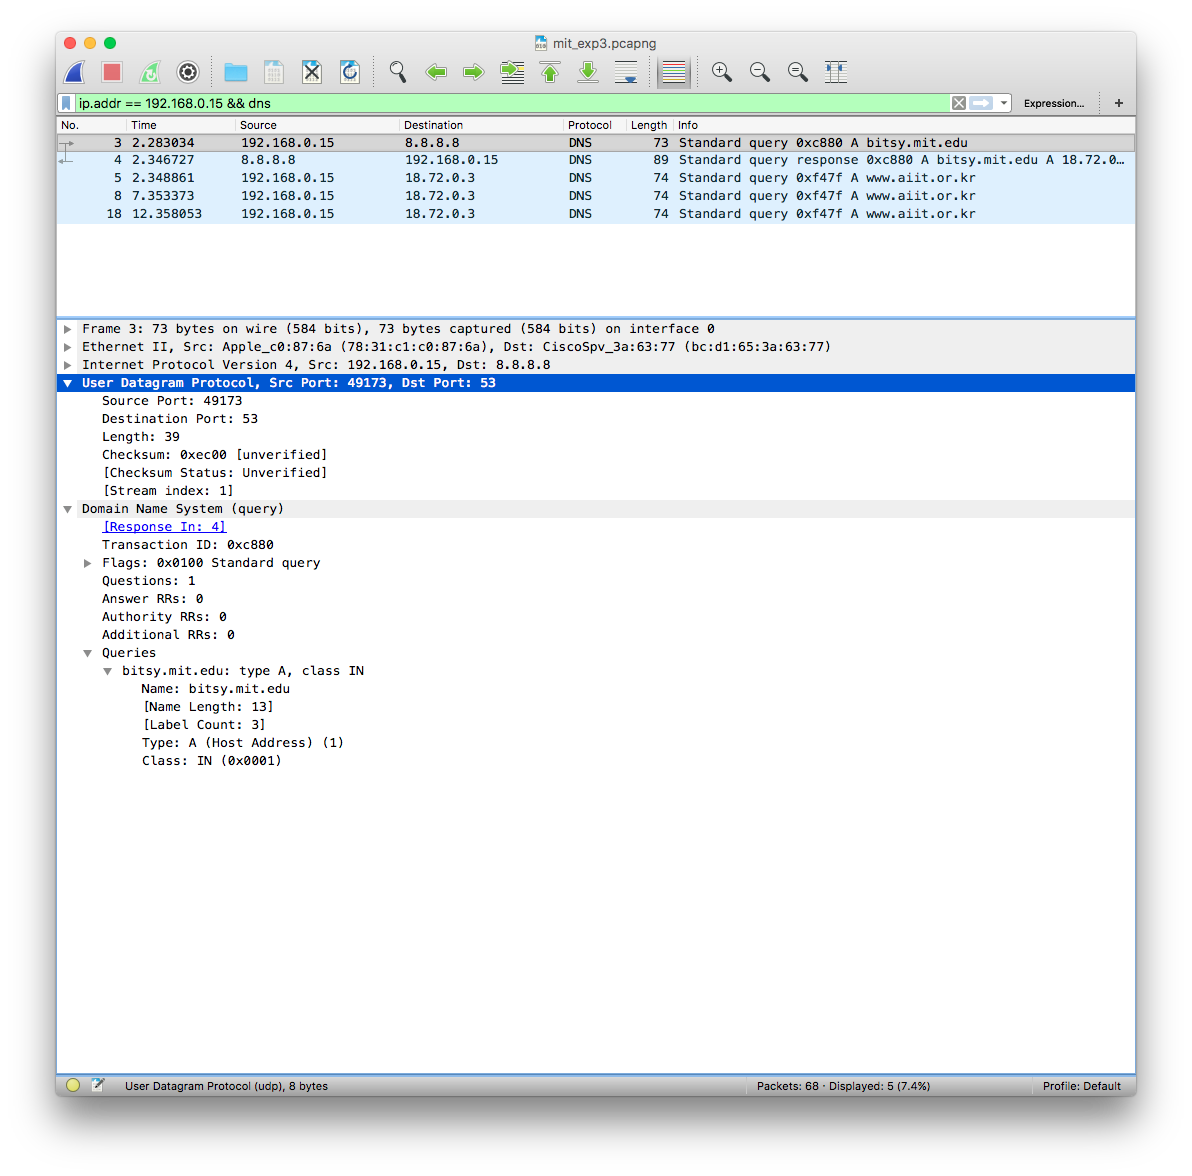 mit_exp3.pcapng
ip.addr == 192.168.0.15 && dns Expression... +
No. Time Source Destination Protocol Length Info
3 2.283034 192.168.0.15 8.8.8.8 DNS 73 Standard query 0xc880 A bitsy.mit.edu
4 2.346727 8.8.8.8 192.168.0.15 DNS 89 Standard query response 0xc880 A bitsy.mit.edu A 18.72.0…
5 2.348861 192.168.0.15 18.72.0.3 DNS 74 Standard query 0xf47f A www.aiit.or.kr
8 7.353373 192.168.0.15 18.72.0.3 DNS 74 Standard query 0xf47f A www.aiit.or.kr
18 12.358053 192.168.0.15 18.72.0.3 DNS 74 Standard query 0xf47f A www.aiit.or.kr
Frame 3: 73 bytes on wire (584 bits), 73 bytes captured (584 bits) on interface 0
Ethernet II, Src: Apple_c0:87:6a (78:31:c1:c0:87:6a), Dst: CiscoSpv_3a:63:77 (bc:d1:65:3a:63:77)
Internet Protocol Version 4, Src: 192.168.0.15, Dst: 8.8.8.8
User Datagram Protocol, Src Port: 49173, Dst Port: 53
Source Port: 49173
Destination Port: 53
Length: 39
Checksum: 0xec00 [unverified]
[Checksum Status: Unverified]
[Stream index: 1]
Domain Name System (query)
[Response In: 4]
Transaction ID: 0xc880
Flags: 0x0100 Standard query
Questions: 1
Answer RRs: 0
Authority RRs: 0
Additional RRs: 0
Queries
bitsy.mit.edu: type A, class IN
Name: bitsy.mit.edu
[Name Length: 13]
[Label Count: 3]
Type: A (Host Address) (1)
Class: IN (0x0001)
User Datagram Protocol (udp), 8 bytes Packets: 68 · Displayed: 5 (7.4%) Profile: Default